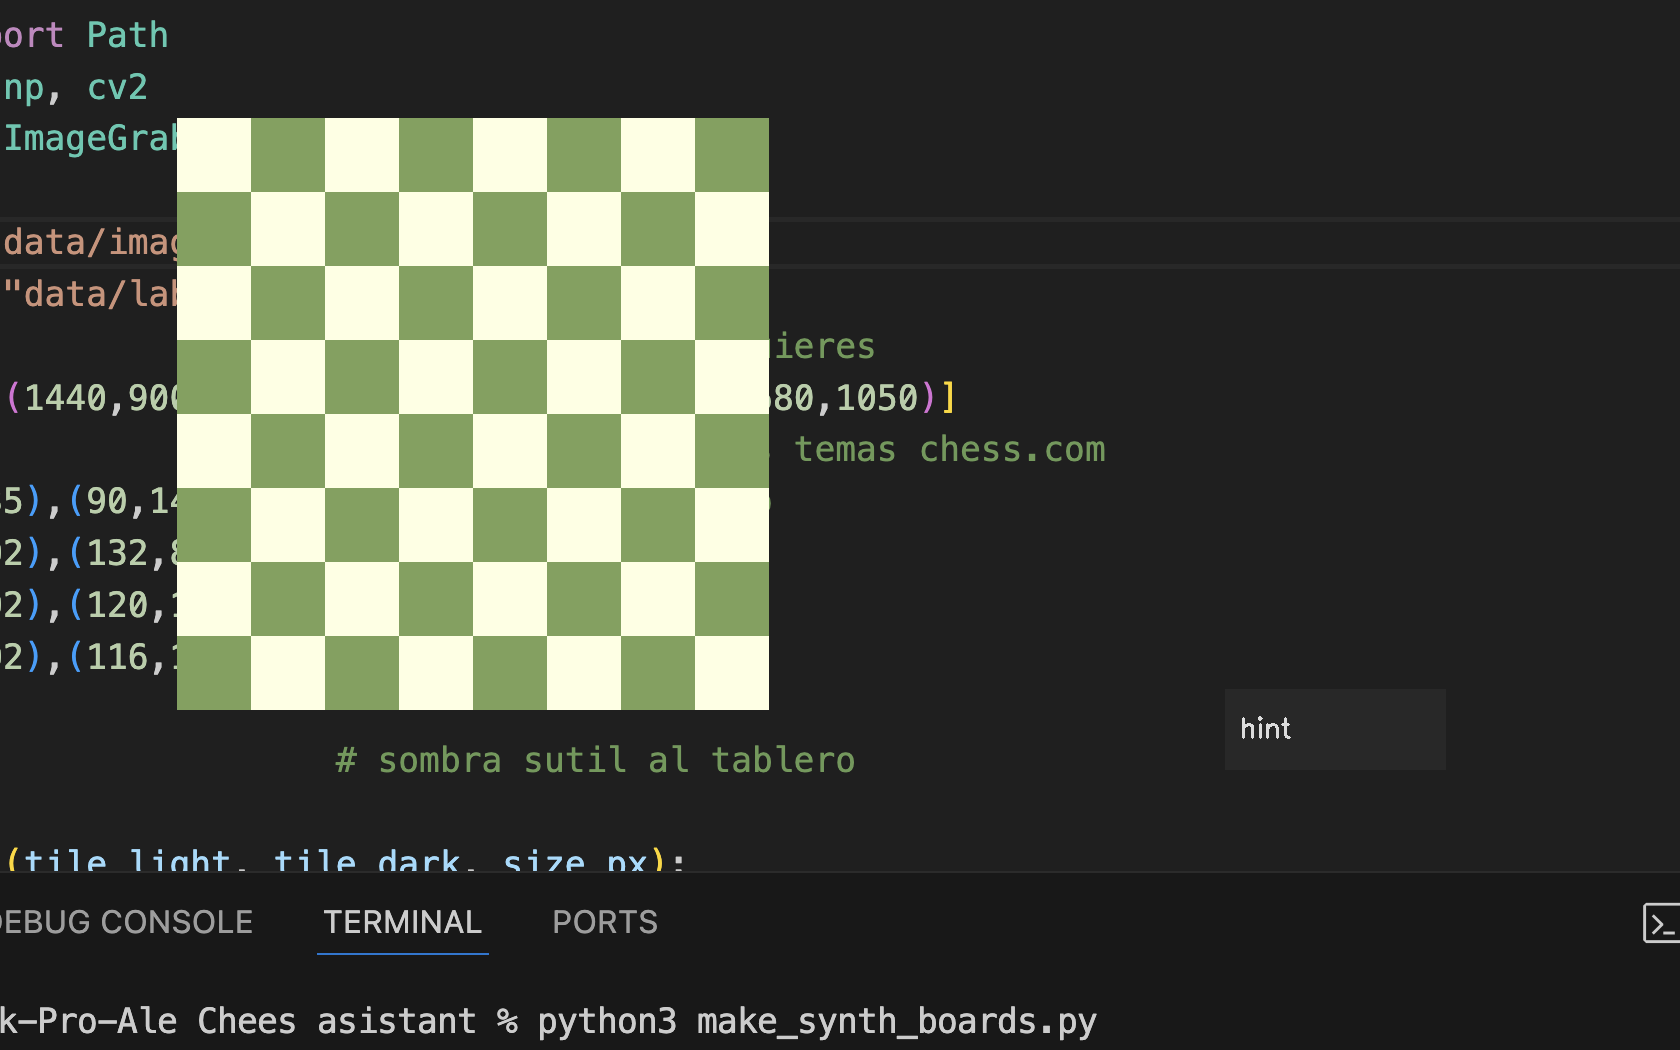 ort Path
np, cv2
ImageGrab
data/imag
"data/lab
ieres
(1440,900
80,1050)]
temas chess.com
5),(90,14
2),(132,8
2),(120,1
2),(116,1
hint
# sombra sutil al tablero
(tile_light, tile_dark, size_px):
DEBUG CONSOLE
TERMINAL
PORTS
k-Pro-Ale Chees asistant % python3 make_synth_boards.py